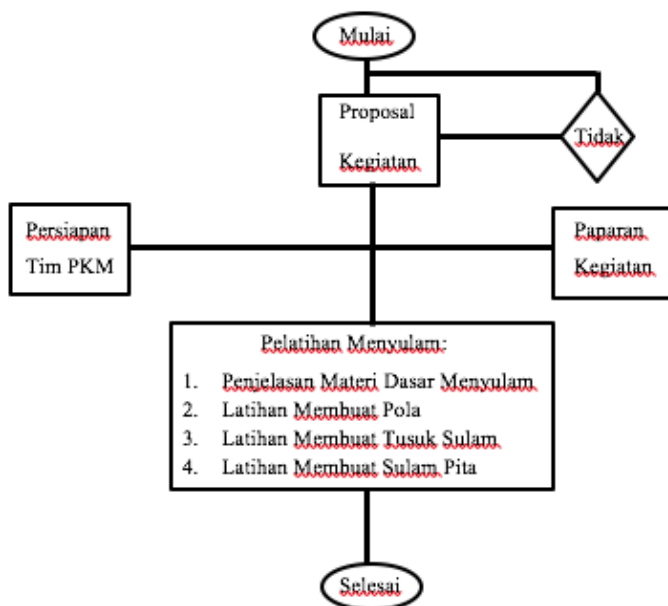 Mulai
Proposal
Kegiatan
Tidak
Persiapan
Tim PKM
Paparan
Kegiatan
Pelatihan Menyulam:
1. Penjelasan Materi Dasar Menyulam
2. Latihan Membuat Pola
3. Latihan Membuat Tusuk Sulam
4. Latihan Membuat Sulam Pita
Selesai